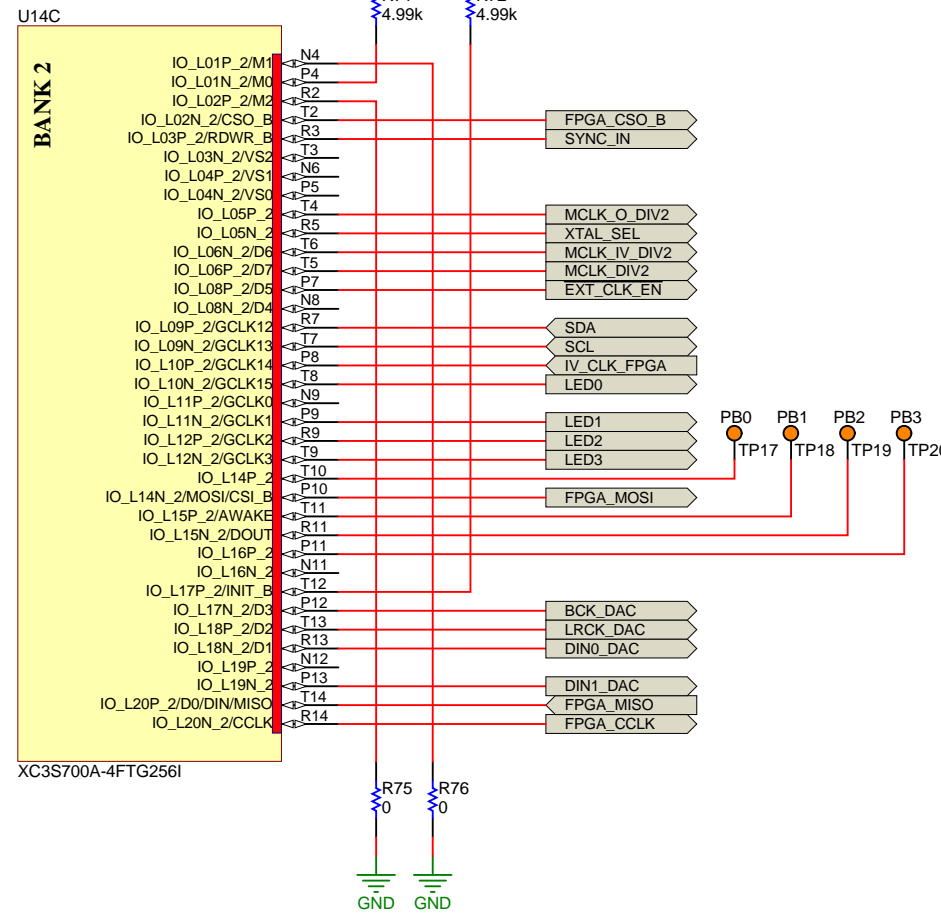 4.99k
4.99k
U14C
BANK 2
IO_L01P_2/M1 N4
IO_L01N_2/M0 P4
IO_L02P_2/M2 R2
IO_L02N_2/CSO_B T2 FPGA_CSO_B
IO_L03P_2/RDWR_B R3 SYNC_IN
IO_L03N_2/VS2 T3
IO_L04P_2/VS1 N6
IO_L04N_2/VS0 P5
IO_L05P_2 T4 MCLK_O_DIV2
IO_L05N_2 R5 XTAL_SEL
IO_L06N_2/D6 T6 MCLK_IV_DIV2
IO_L06P_2/D7 T5 MCLK_DIV2
IO_L08P_2/D5 P7 EXT_CLK_EN
IO_L08N_2/D4 N8
IO_L09P_2/GCLK12 R7 SDA
IO_L09N_2/GCLK13 T7 SCL
IO_L10P_2/GCLK14 P8 IV_CLK_FPGA
IO_L10N_2/GCLK15 T8 LED0
IO_L11P_2/GCLK0 N9
IO_L11N_2/GCLK1 P9 LED1
IO_L12P_2/GCLK2 R9 LED2
IO_L12N_2/GCLK3 T9 LED3
PB0 PB1 PB2 PB3
TP17 TP18 TP19
IO_L14P_2 T10
IO_L14N_2/MOSI/CSI_B P10 FPGA_MOSI
IO_L15P_2/AWAKE T11
IO_L15N_2/DOUT R11
IO_L16P_2 P11
IO_L16N_2 N11
IO_L17P_2/INIT_B T12
IO_L17N_2/D3 P12 BCK_DAC
IO_L18P_2/D2 T13 LRCK_DAC
IO_L18N_2/D1 R13 DIN0_DAC
IO_L19P_2 N12
IO_L19N_2 P13 DIN1_DAC
IO_L20P_2/D0/DIN/MISO T14 FPGA_MISO
IO_L20N_2/CCLK R14 FPGA_CCLK
XC3S700A-4FTG256I
R75 R76
0 0
GND GND